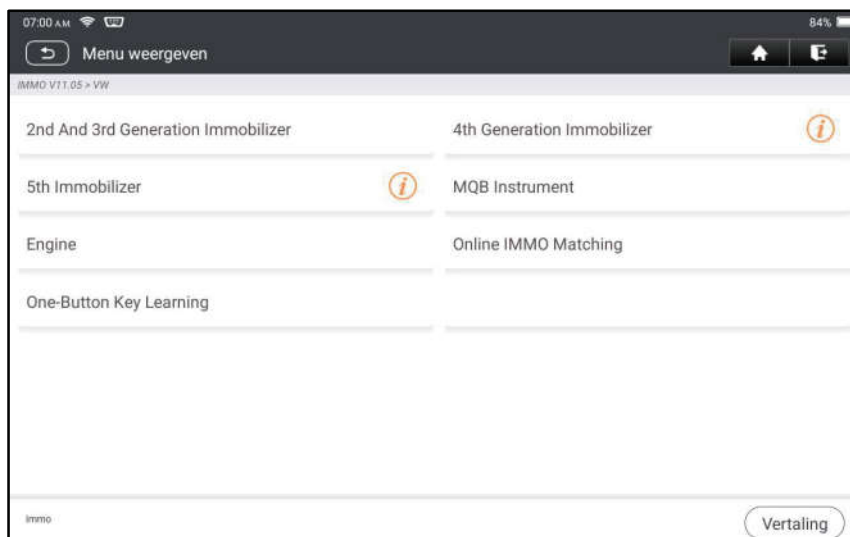 07:00 AM 84%
Menu weergeven
IMMO V11.05 > VW
2nd And 3rd Generation Immobilizer
4th Generation Immobilizer i
5th Immobilizer i
MQB Instrument
Engine
Online IMMO Matching
One-Button Key Learning
Immo
Vertaling